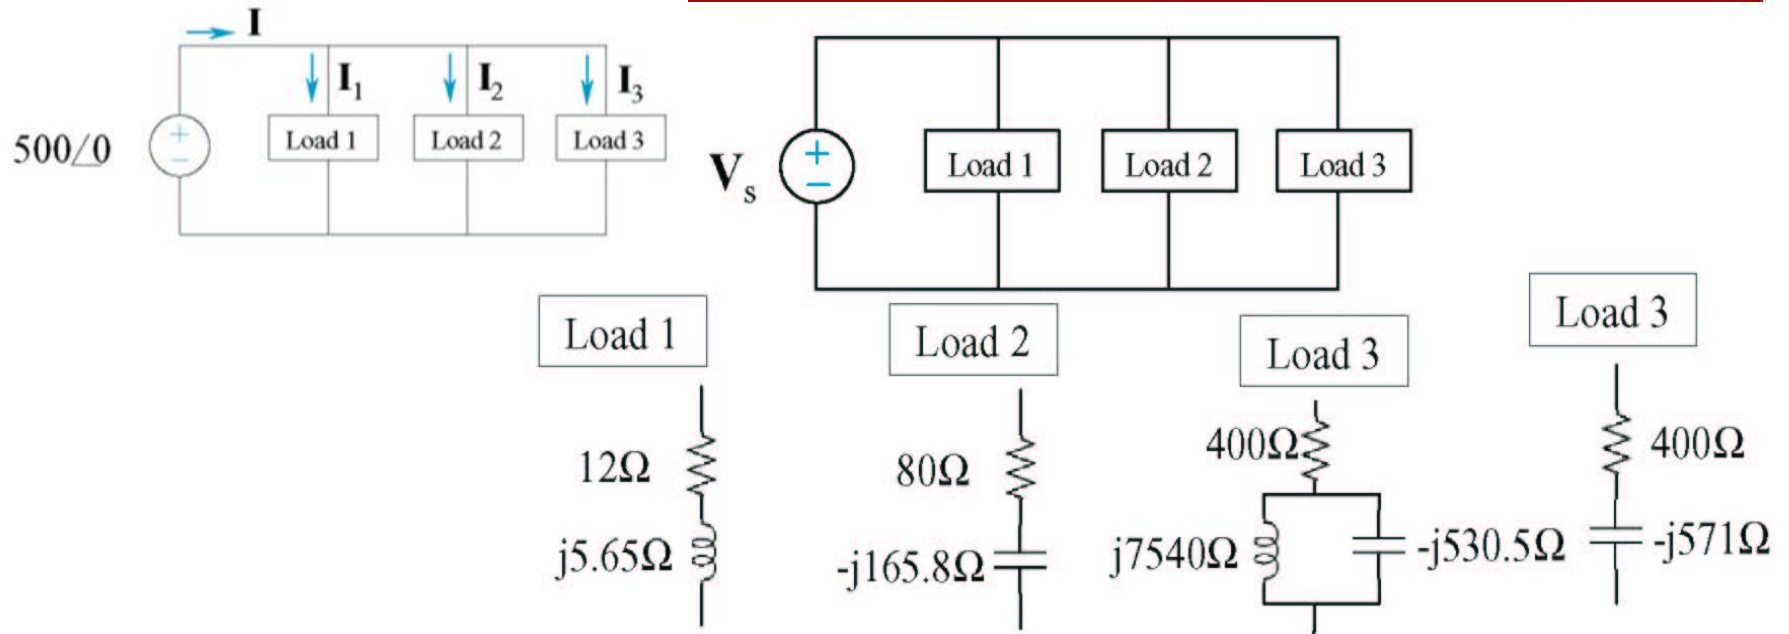 I
I₁
I₂
I₃
500/0
+
−
Load 1
Load 2
Load 3
Vₛ
+
−
Load 1
Load 2
Load 3
Load 1
12Ω
j5.65Ω
Load 2
80Ω
-j165.8Ω
Load 3
400Ω
j7540Ω
-j530.5Ω
Load 3
400Ω
-j571Ω